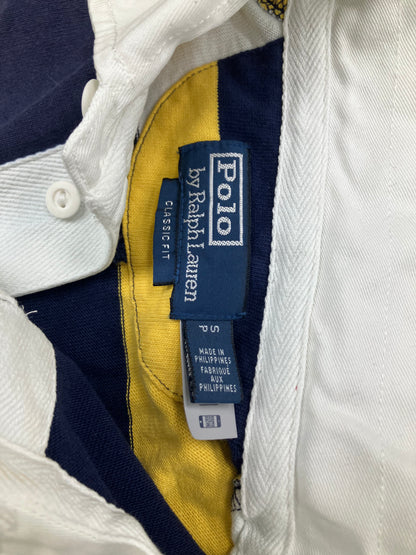 Polo
by Ralph Lauren
CLASSIC FIT
S
P
MADE IN
PHILIPPINES
FABRIQUÉ
AUX
PHILIPPINES